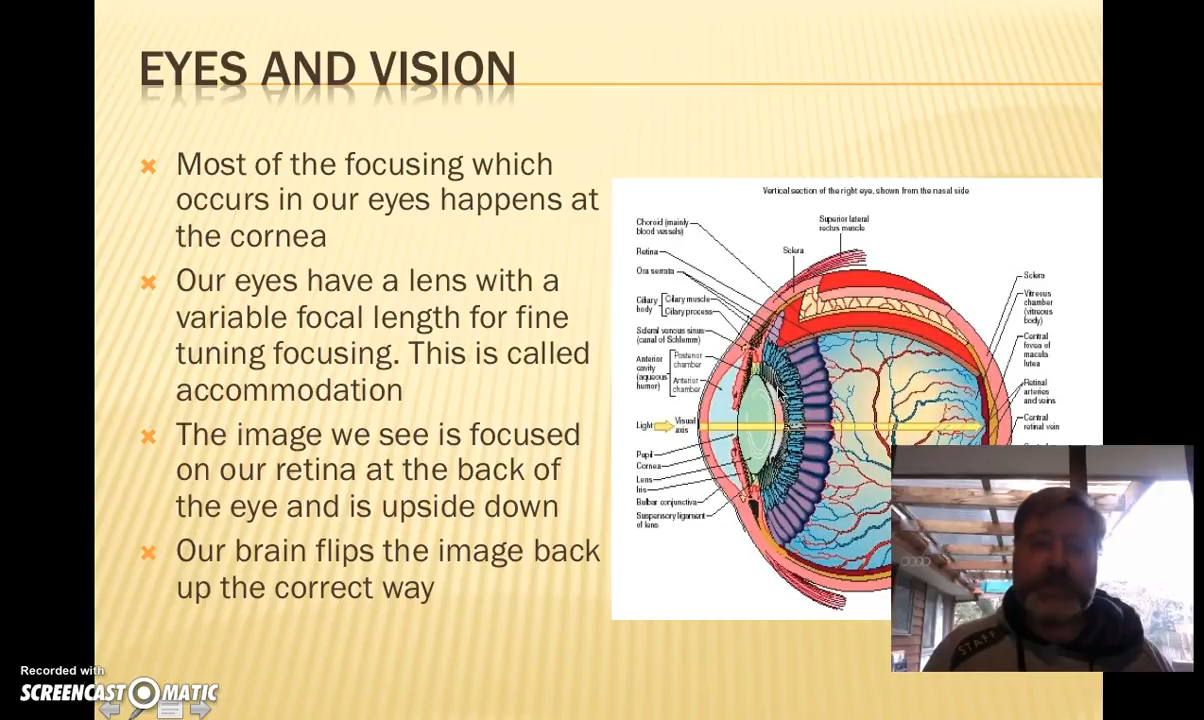 EYES AND VISION
Most of the focusing which
occurs in our eyes happens at
the cornea
Our eyes have a lens with a
variable focal length for fine
tuning focusing. This is called
accommodation
The image we see is focused
on our retina at the back of
the eye and is upside down
Our brain flips the image back
up the correct way
Vertical section of the right eye, shown from the nasal side
Choroid (mainly
blood vessels)
Retina
Ora serrata
Ciliary
body
Ciliary muscle
Ciliary process
Scleral venous sinus
(canal of Schlemm)
Anterior
cavity
(aqueous
humor)
Posterior
chamber
Anterior
chamber
Light
Visual
axis
Pupil
Cornea
Lens
Iris
Bulbar conjunctiva
Suspensory ligament
of lens
Superior lateral
rectus muscle
Sclera
Sclera
Vitreous
chamber
(vitreous
body)
Central
fovea of
macula
lutea
Retinal
arteries
and veins
Central
retinal vein
STAFF
Recorded with
SCREENCAST MATIC